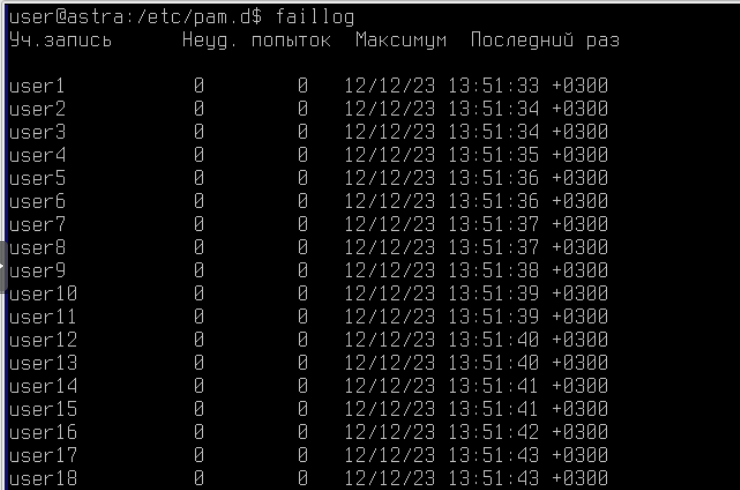 user@astra:/etc/pam.d$ faillog
Уч.запись Неуд. попыток Максимум Последний раз
user1 0 0 12/12/23 13:51:33 +0300
user2 0 0 12/12/23 13:51:34 +0300
user3 0 0 12/12/23 13:51:34 +0300
user4 0 0 12/12/23 13:51:35 +0300
user5 0 0 12/12/23 13:51:36 +0300
user6 0 0 12/12/23 13:51:36 +0300
user7 0 0 12/12/23 13:51:37 +0300
user8 0 0 12/12/23 13:51:37 +0300
user9 0 0 12/12/23 13:51:38 +0300
user10 0 0 12/12/23 13:51:39 +0300
user11 0 0 12/12/23 13:51:39 +0300
user12 0 0 12/12/23 13:51:40 +0300
user13 0 0 12/12/23 13:51:40 +0300
user14 0 0 12/12/23 13:51:41 +0300
user15 0 0 12/12/23 13:51:41 +0300
user16 0 0 12/12/23 13:51:42 +0300
user17 0 0 12/12/23 13:51:43 +0300
user18 0 0 12/12/23 13:51:43 +0300